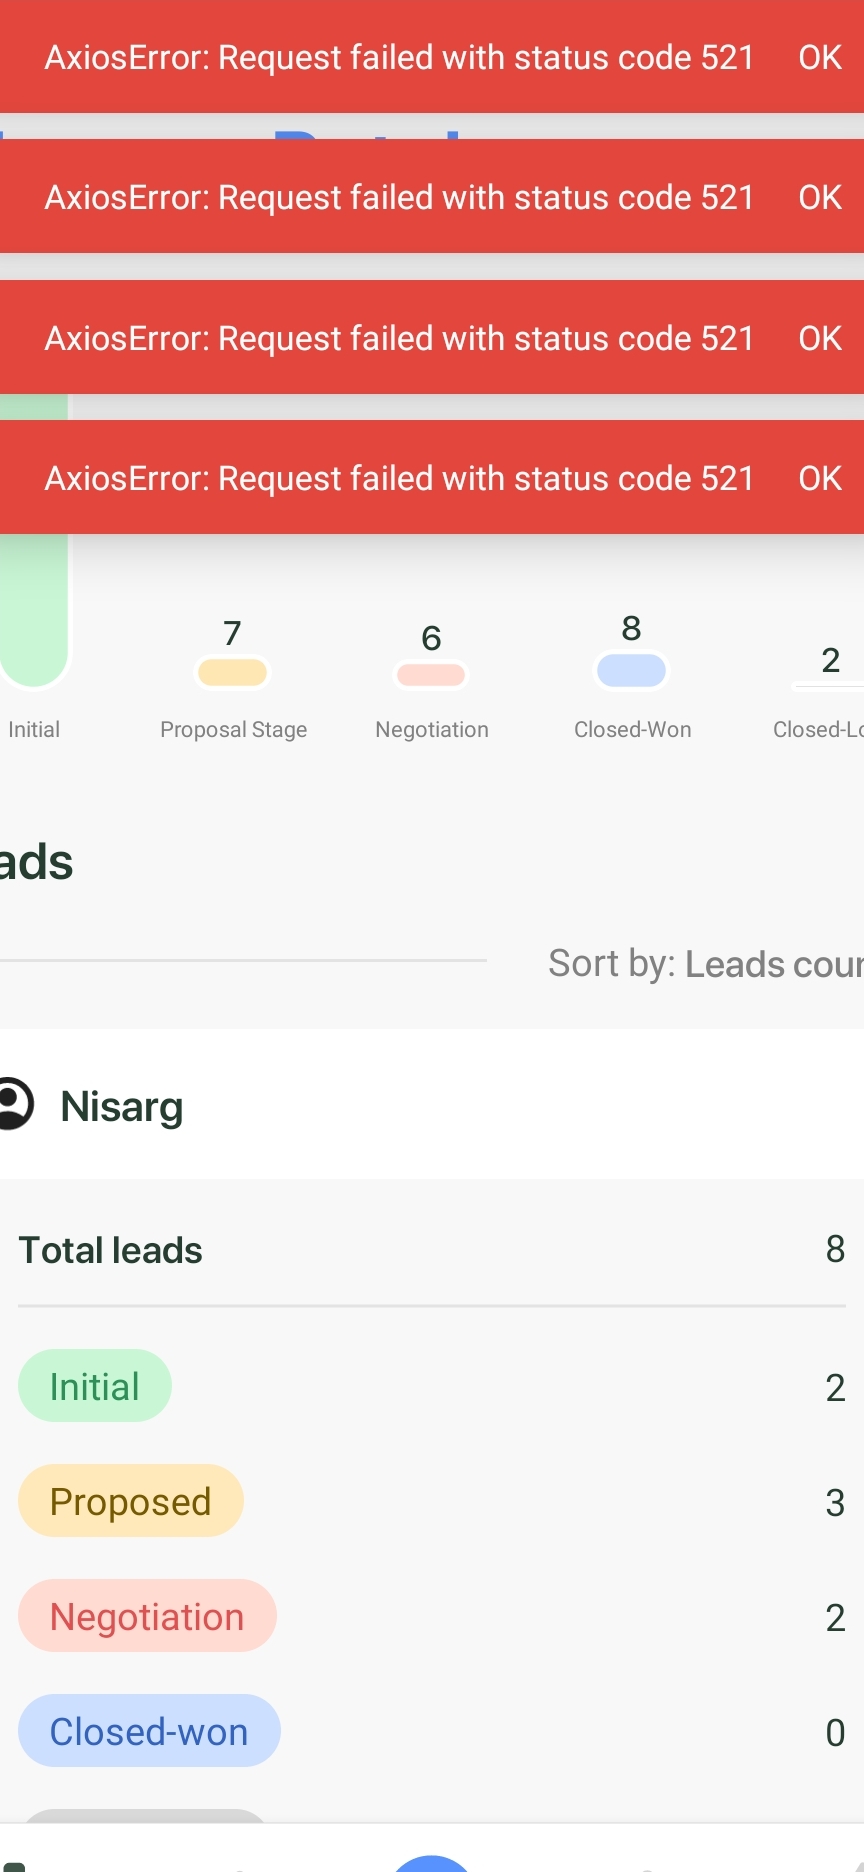 AxiosError: Request failed with status code 521 OK
AxiosError: Request failed with status code 521 OK
AxiosError: Request failed with status code 521 OK
AxiosError: Request failed with status code 521 OK
7
6
8
2
Initial
Proposal Stage
Negotiation
Closed-Won
Closed-Lo
ads
Sort by: Leads coun
Nisarg
Total leads 8
Initial 2
Proposed 3
Negotiation 2
Closed-won 0